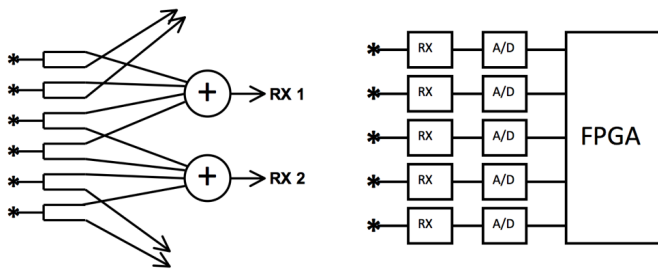 * RX A/D
* + RX 1 * RX A/D
* * RX A/D FPGA
* + RX 2 * RX A/D
* * RX A/D
*